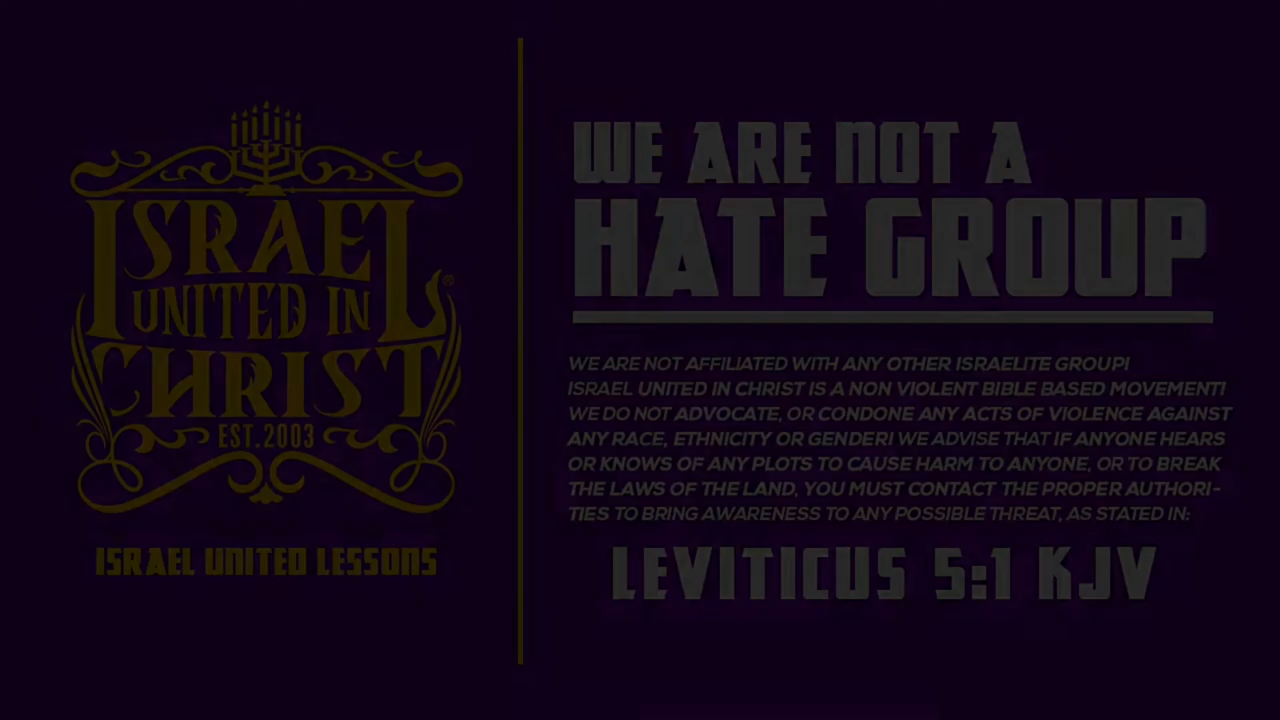 ISRAEL
UNITED IN
CHRIST®
EST.2003
ISRAEL UNITED LESSONS
WE ARE NOT A
HATE GROUP
WE ARE NOT AFFILIATED WITH ANY OTHER ISRAELITE GROUP!
ISRAEL UNITED IN CHRIST IS A NON VIOLENT BIBLE BASED MOVEMENT!
WE DO NOT ADVOCATE, OR CONDONE ANY ACTS OF VIOLENCE AGAINST
ANY RACE, ETHNICITY OR GENDER! WE ADVISE THAT IF ANYONE HEARS
OR KNOWS OF ANY PLOTS TO CAUSE HARM TO ANYONE, OR TO BREAK
THE LAWS OF THE LAND, YOU MUST CONTACT THE PROPER AUTHORI-
TIES TO BRING AWARENESS TO ANY POSSIBLE THREAT, AS STATED IN:
LEVITICUS 5:1 KJV